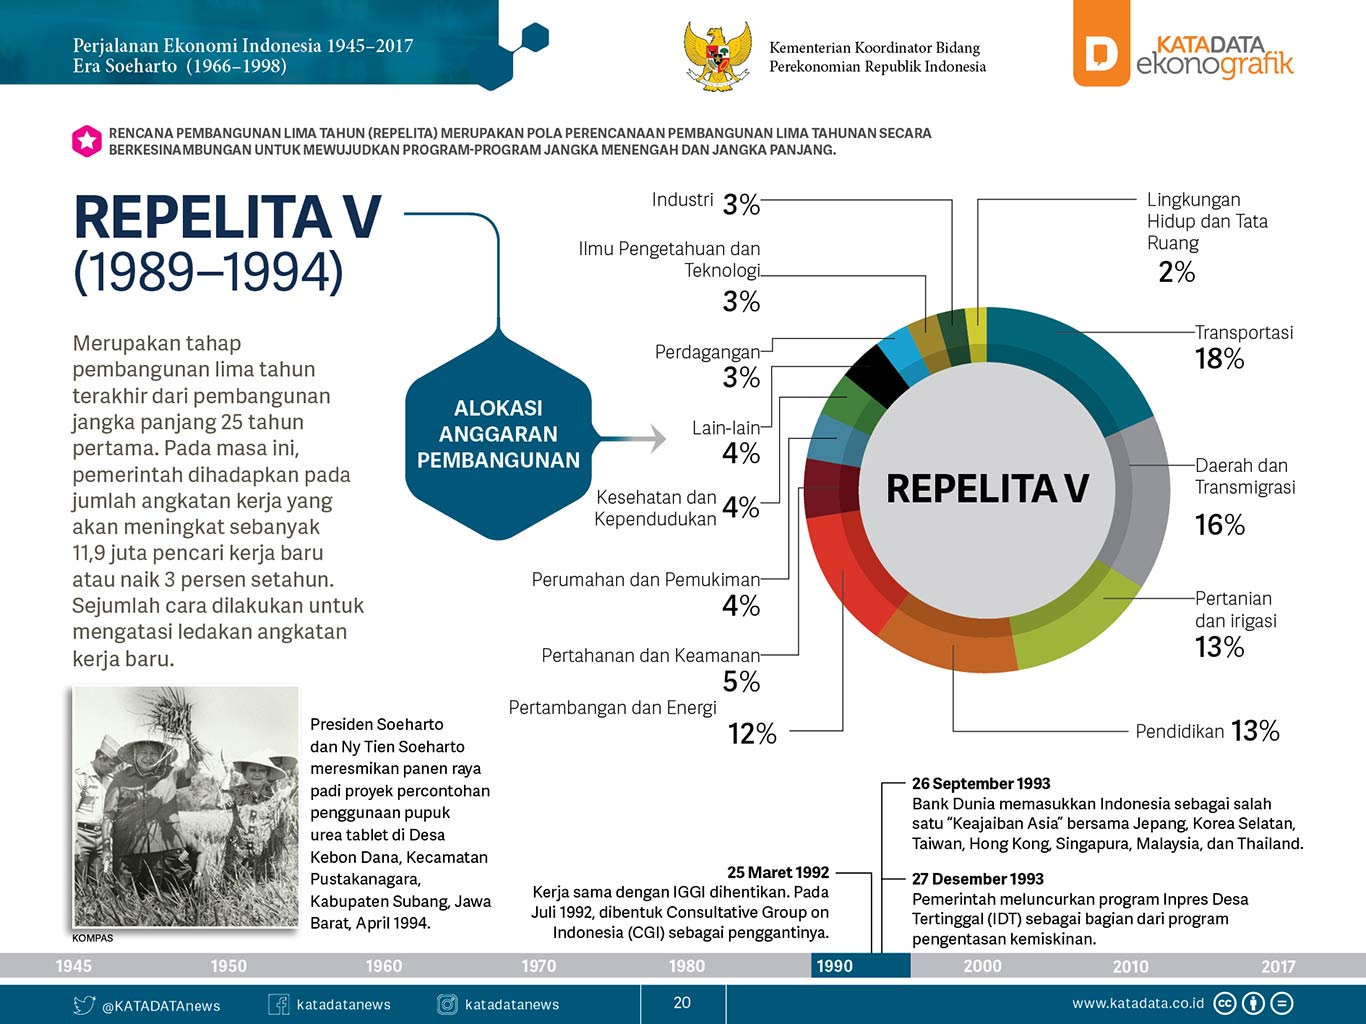 Perjalanan Ekonomi Indonesia 1945–2017
Era Soeharto (1966–1998)
Kementerian Koordinator Bidang
Perekonomian Republik Indonesia
D
KATADATA
ekonografik
RENCANA PEMBANGUNAN LIMA TAHUN (REPELITA) MERUPAKAN POLA PERENCANAAN PEMBANGUNAN LIMA TAHUNAN SECARA
BERKESINAMBUNGAN UNTUK MEWUJUDKAN PROGRAM-PROGRAM JANGKA MENENGAH DAN JANGKA PANJANG.
REPELITA V
(1989–1994)
Merupakan tahap
pembangunan lima tahun
terakhir dari pembangunan
jangka panjang 25 tahun
pertama. Pada masa ini,
pemerintah dihadapkan pada
jumlah angkatan kerja yang
akan meningkat sebanyak
11,9 juta pencari kerja baru
atau naik 3 persen setahun.
Sejumlah cara dilakukan untuk
mengatasi ledakan angkatan
kerja baru.
ALOKASI
ANGGARAN
PEMBANGUNAN
Industri 3%
Ilmu Pengetahuan dan
Teknologi
3%
Perdagangan
3%
Lain-lain
4%
Kesehatan dan
Kependudukan 4%
Perumahan dan Pemukiman
4%
Pertahanan dan Keamanan
5%
Pertambangan dan Energi
12%
REPELITA V
Lingkungan
Hidup dan Tata
Ruang
2%
Transportasi
18%
Daerah dan
Transmigrasi
16%
Pertanian
dan irigasi
13%
Pendidikan 13%
Presiden Soeharto
dan Ny Tien Soeharto
meresmikan panen raya
padi proyek percontohan
penggunaan pupuk
urea tablet di Desa
Kebon Dana, Kecamatan
Pustakanagara,
Kabupaten Subang, Jawa
Barat, April 1994.
KOMPAS
25 Maret 1992
Kerja sama dengan IGGI dihentikan. Pada
Juli 1992, dibentuk Consultative Group on
Indonesia (CGI) sebagai penggantinya.
26 September 1993
Bank Dunia memasukkan Indonesia sebagai salah
satu “Keajaiban Asia” bersama Jepang, Korea Selatan,
Taiwan, Hong Kong, Singapura, Malaysia, dan Thailand.
27 Desember 1993
Pemerintah meluncurkan program Inpres Desa
Tertinggal (IDT) sebagai bagian dari program
pengentasan kemiskinan.
1945 1950 1960 1970 1980 1990 2000 2010 2017
@KATADATAnews katadatanews katadatanews 20 www.katadata.co.id cc